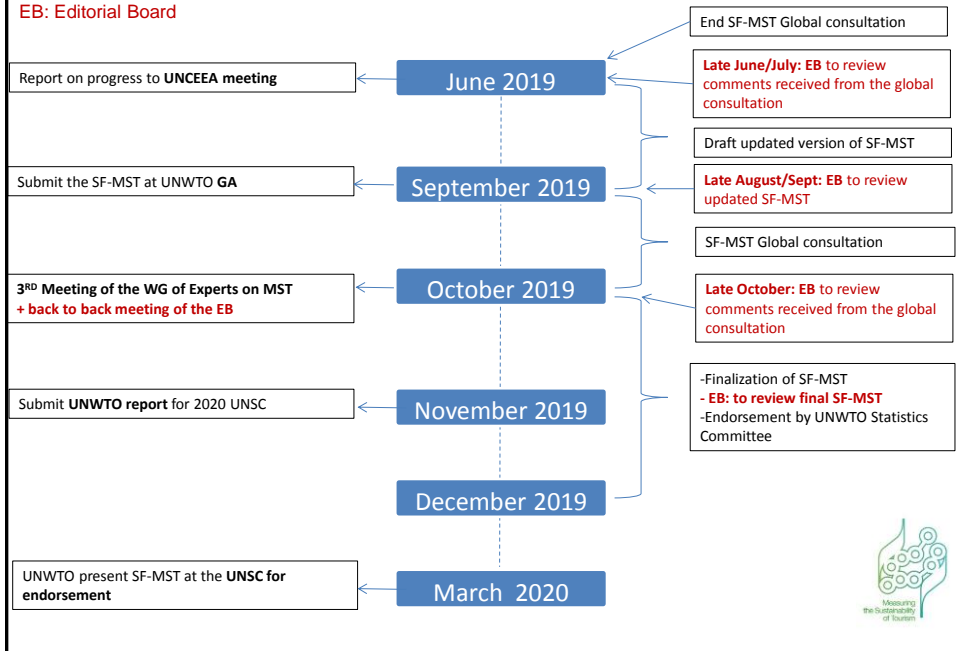 EB: Editorial Board
End SF-MST Global consultation
Report on progress to UNCEEA meeting
June 2019
Late June/July: EB to review
comments received from the global
consultation
Draft updated version of SF-MST
Submit the SF-MST at UNWTO GA
September 2019
Late August/Sept: EB to review
updated SF-MST
SF-MST Global consultation
3RD Meeting of the WG of Experts on MST
+ back to back meeting of the EB
October 2019
Late October: EB to review
comments received from the global
consultation
-Finalization of SF-MST
- EB: to review final SF-MST
-Endorsement by UNWTO Statistics
Committee
Submit UNWTO report for 2020 UNSC
November 2019
December 2019
UNWTO present SF-MST at the UNSC for
endorsement
March 2020
Measuring
the Sustainability
of Tourism